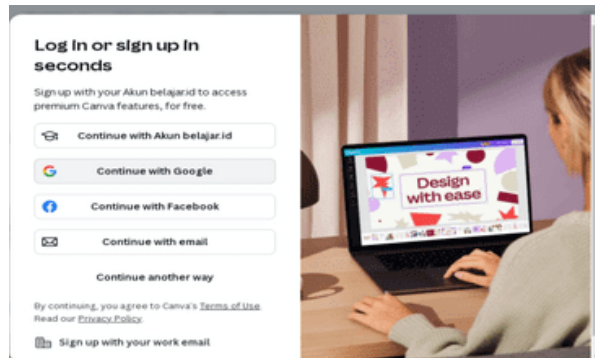 Log in or sign up in
seconds
Sign up with your Akun belajar.id to access
premium Canva features, for free.
Continue with Akun belajar.id
Continue with Google
Continue with Facebook
Continue with email
Continue another way
By continuing, you agree to Canva's Terms of Use.
Read our Privacy Policy.
Sign up with your work email
Design
with ease